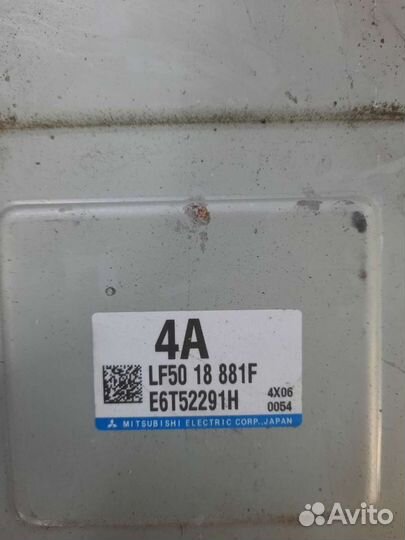 4A
LF50 18 881F
E6T52291H
4X06
0054
MITSUBISHI ELECTRIC CORP., JAPAN
Avito